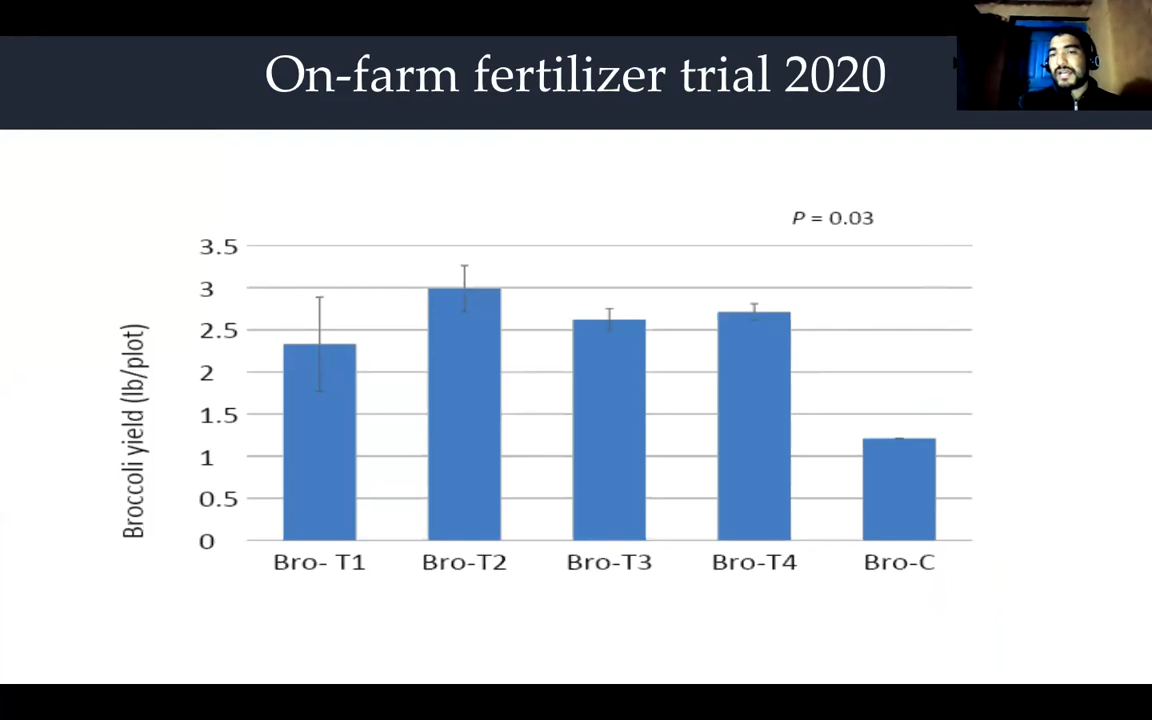 On-farm fertilizer trial 2020
P = 0.03
Broccoli yield (lb/plot)
3.5
3
2.5
2
1.5
1
0.5
0
Bro- T1 Bro-T2 Bro-T3 Bro-T4 Bro-C